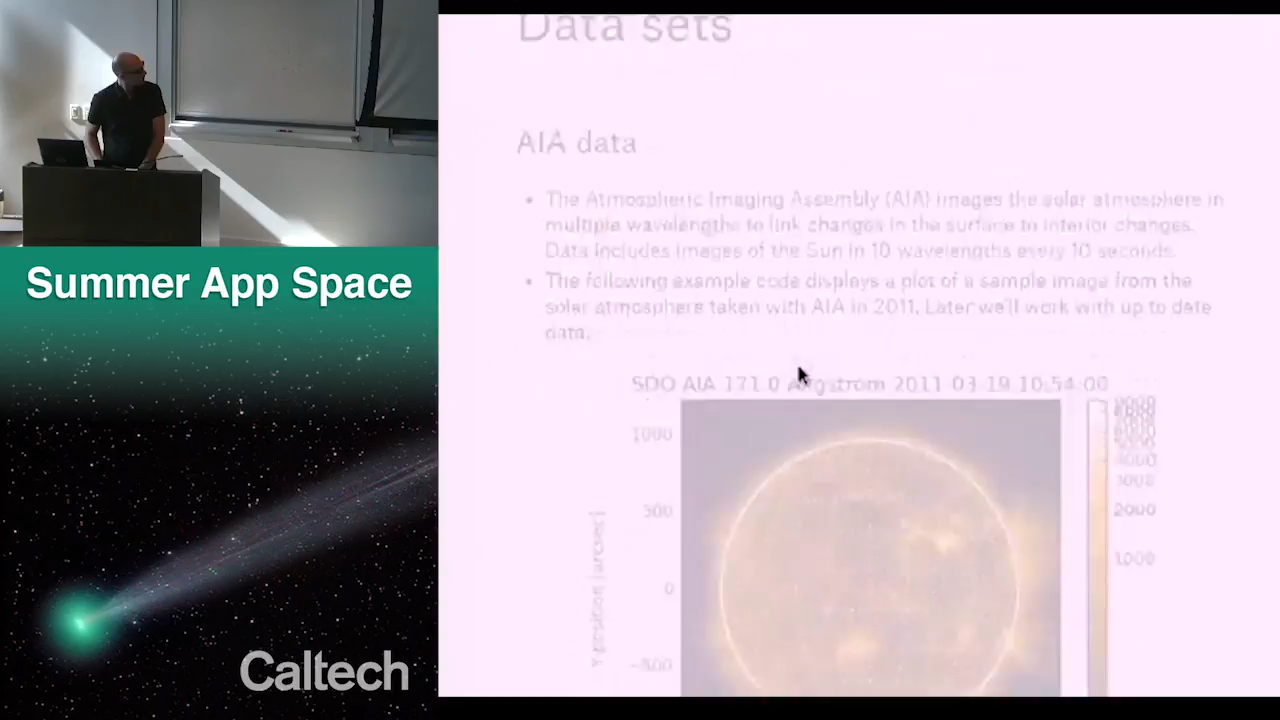 Data sets
AIA data
The Atmospheric Imaging Assembly (AIA) images the solar atmosphere in
multiple wavelengths to link changes in the surface to interior changes.
Data includes images of the Sun in 10 wavelengths every 10 seconds.
The following example code displays a plot of a sample image from the
solar atmosphere taken with AIA in 2011. Later we'll work with up to date
data.
SDO AIA 171.0 Angstrom 2011-03-19 10:54:00
1000
500
0
-500
Y-position [arcsec]
4000
3000
2000
1000
Summer App Space
Caltech